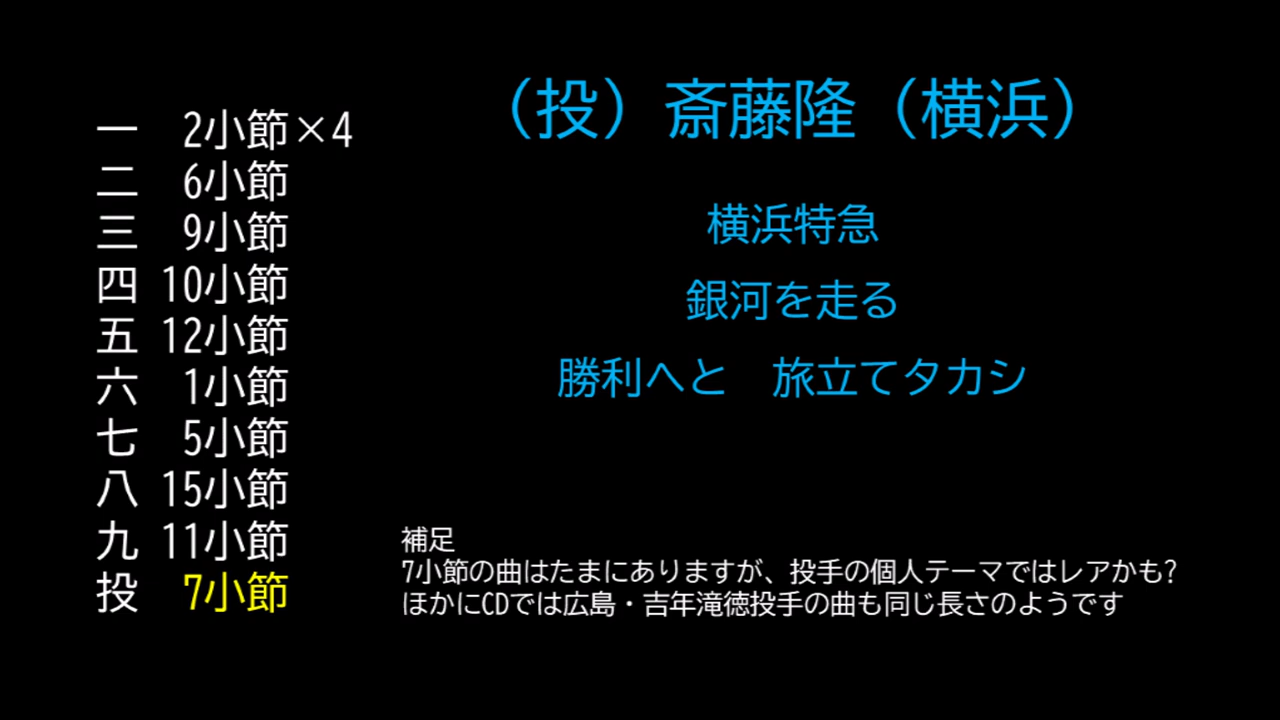 一 2小節×4
二 6小節
三 9小節
四 10小節
五 12小節
六 1小節
七 5小節
八 15小節
九 11小節
投 7小節
(投)斎藤隆(横浜)
横浜特急
銀河を走る
勝利へと 旅立てタカシ
補足
7小節の曲はたまにありますが、投手の個人テーマではレアかも?
ほかにCDでは広島・吉年滝徳投手の曲も同じ長さのようです